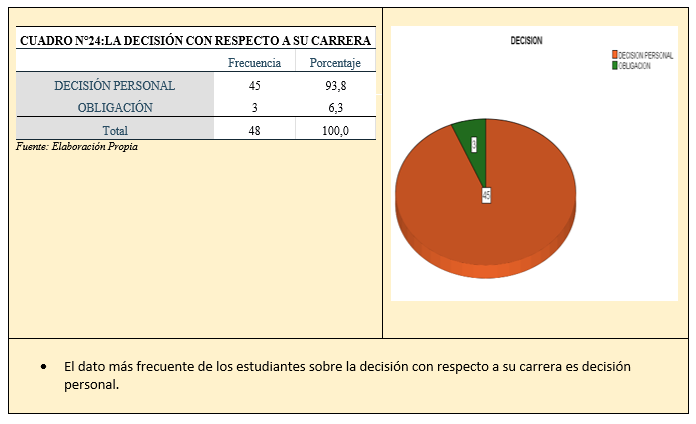 CUADRO N°24:LA DECISIÓN CON RESPECTO A SU CARRERA
Frecuencia Porcentaje
DECISIÓN PERSONAL 45 93,8
OBLIGACIÓN 3 6,3
Total 48 100,0
Fuente: Elaboración Propia
DECISION
DECISION PERSONAL
OBLIGACION
3
45
El dato más frecuente de los estudiantes sobre la decisión con respecto a su carrera es decisión
personal.